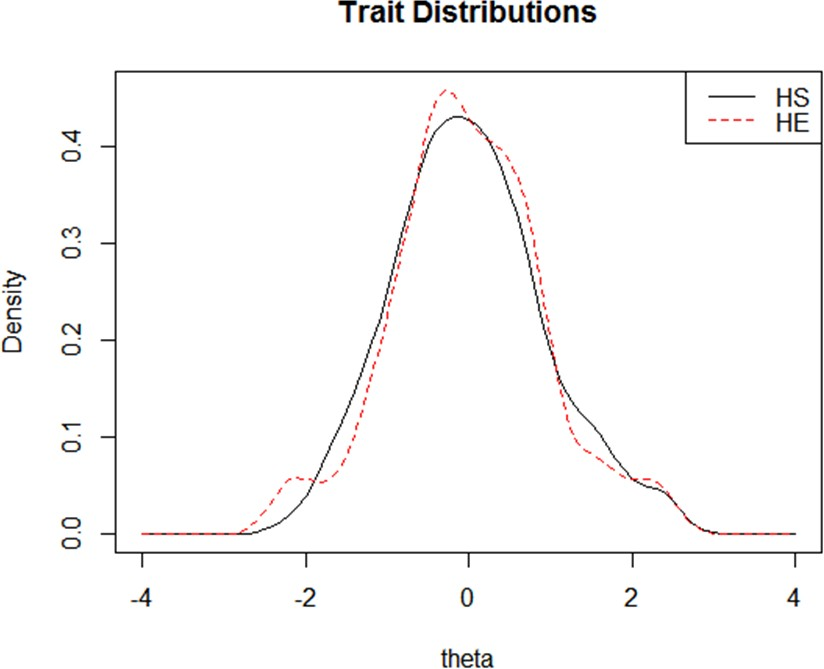 Trait Distributions
HS
HE
Density
0.4
0.3
0.2
0.1
0.0
-4 -2 0 2 4
theta